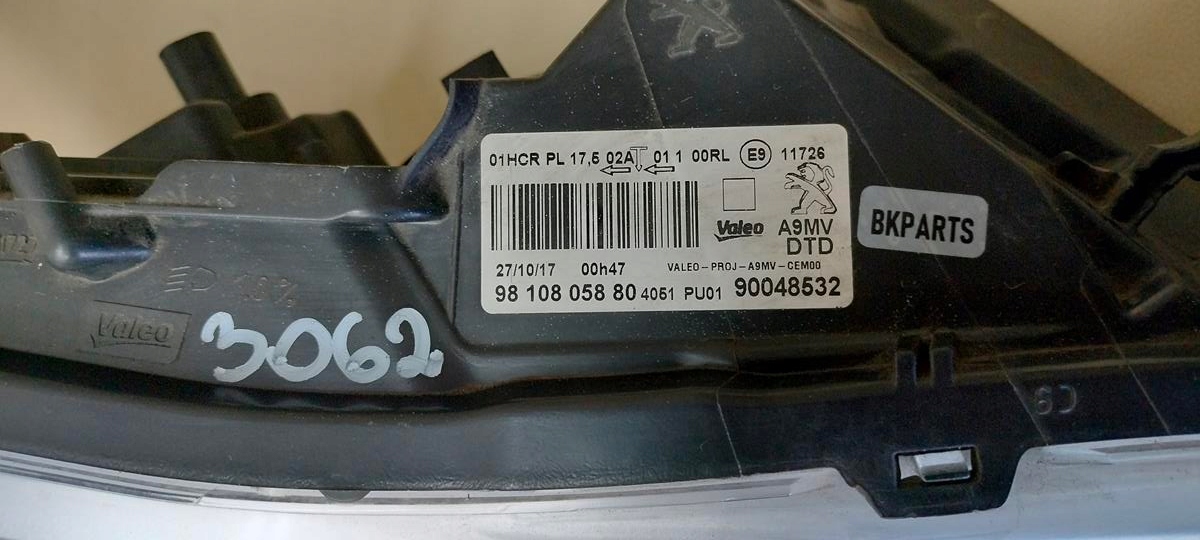 01HCR PL 17,5 02A 01 1 00RL E9 11726
Valeo A9MV
DTD
27/10/17 00h47 VALEO-PROJ-A9MV-CEM00
98 108 058 80 4051 PU01 90048532
BKPARTS
Valeo
3062